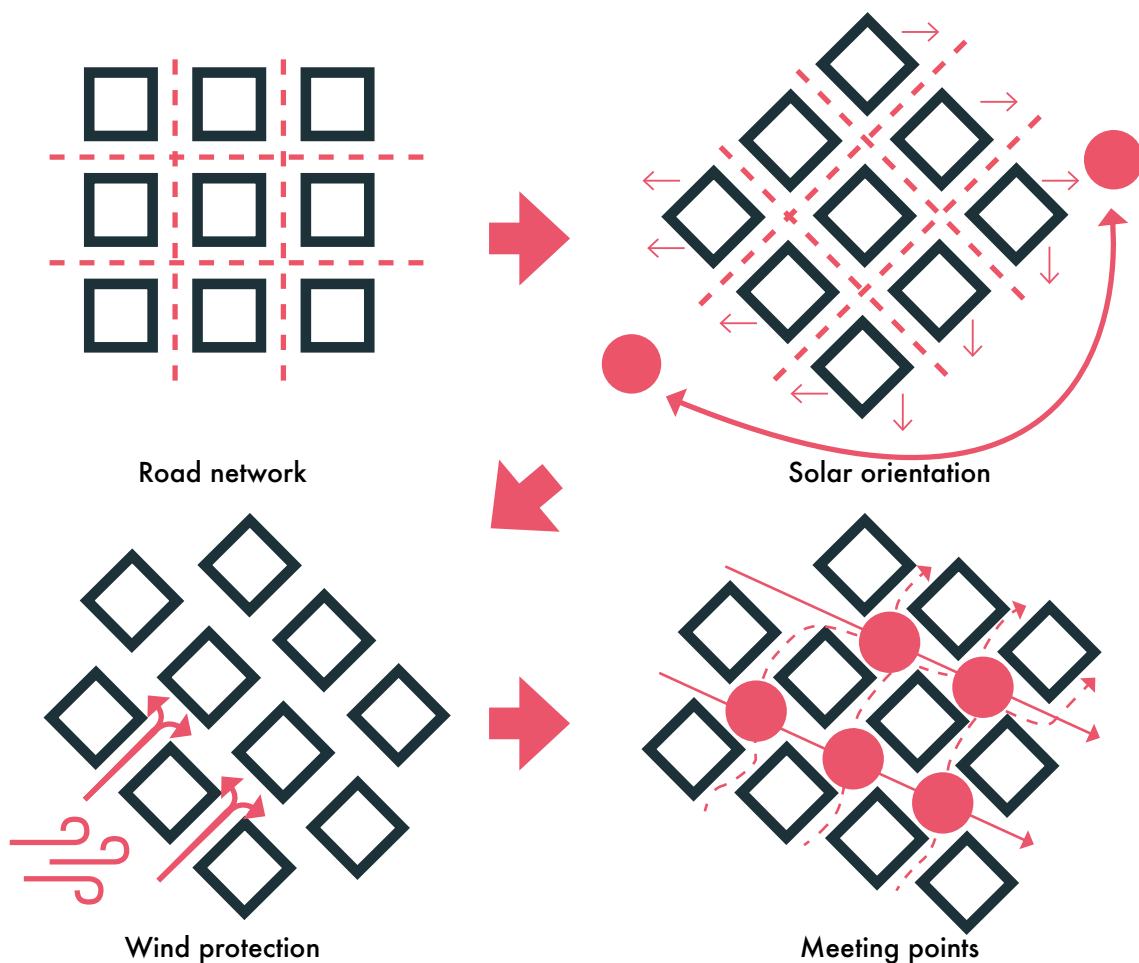 Road network
Solar orientation
Wind protection
Meeting points